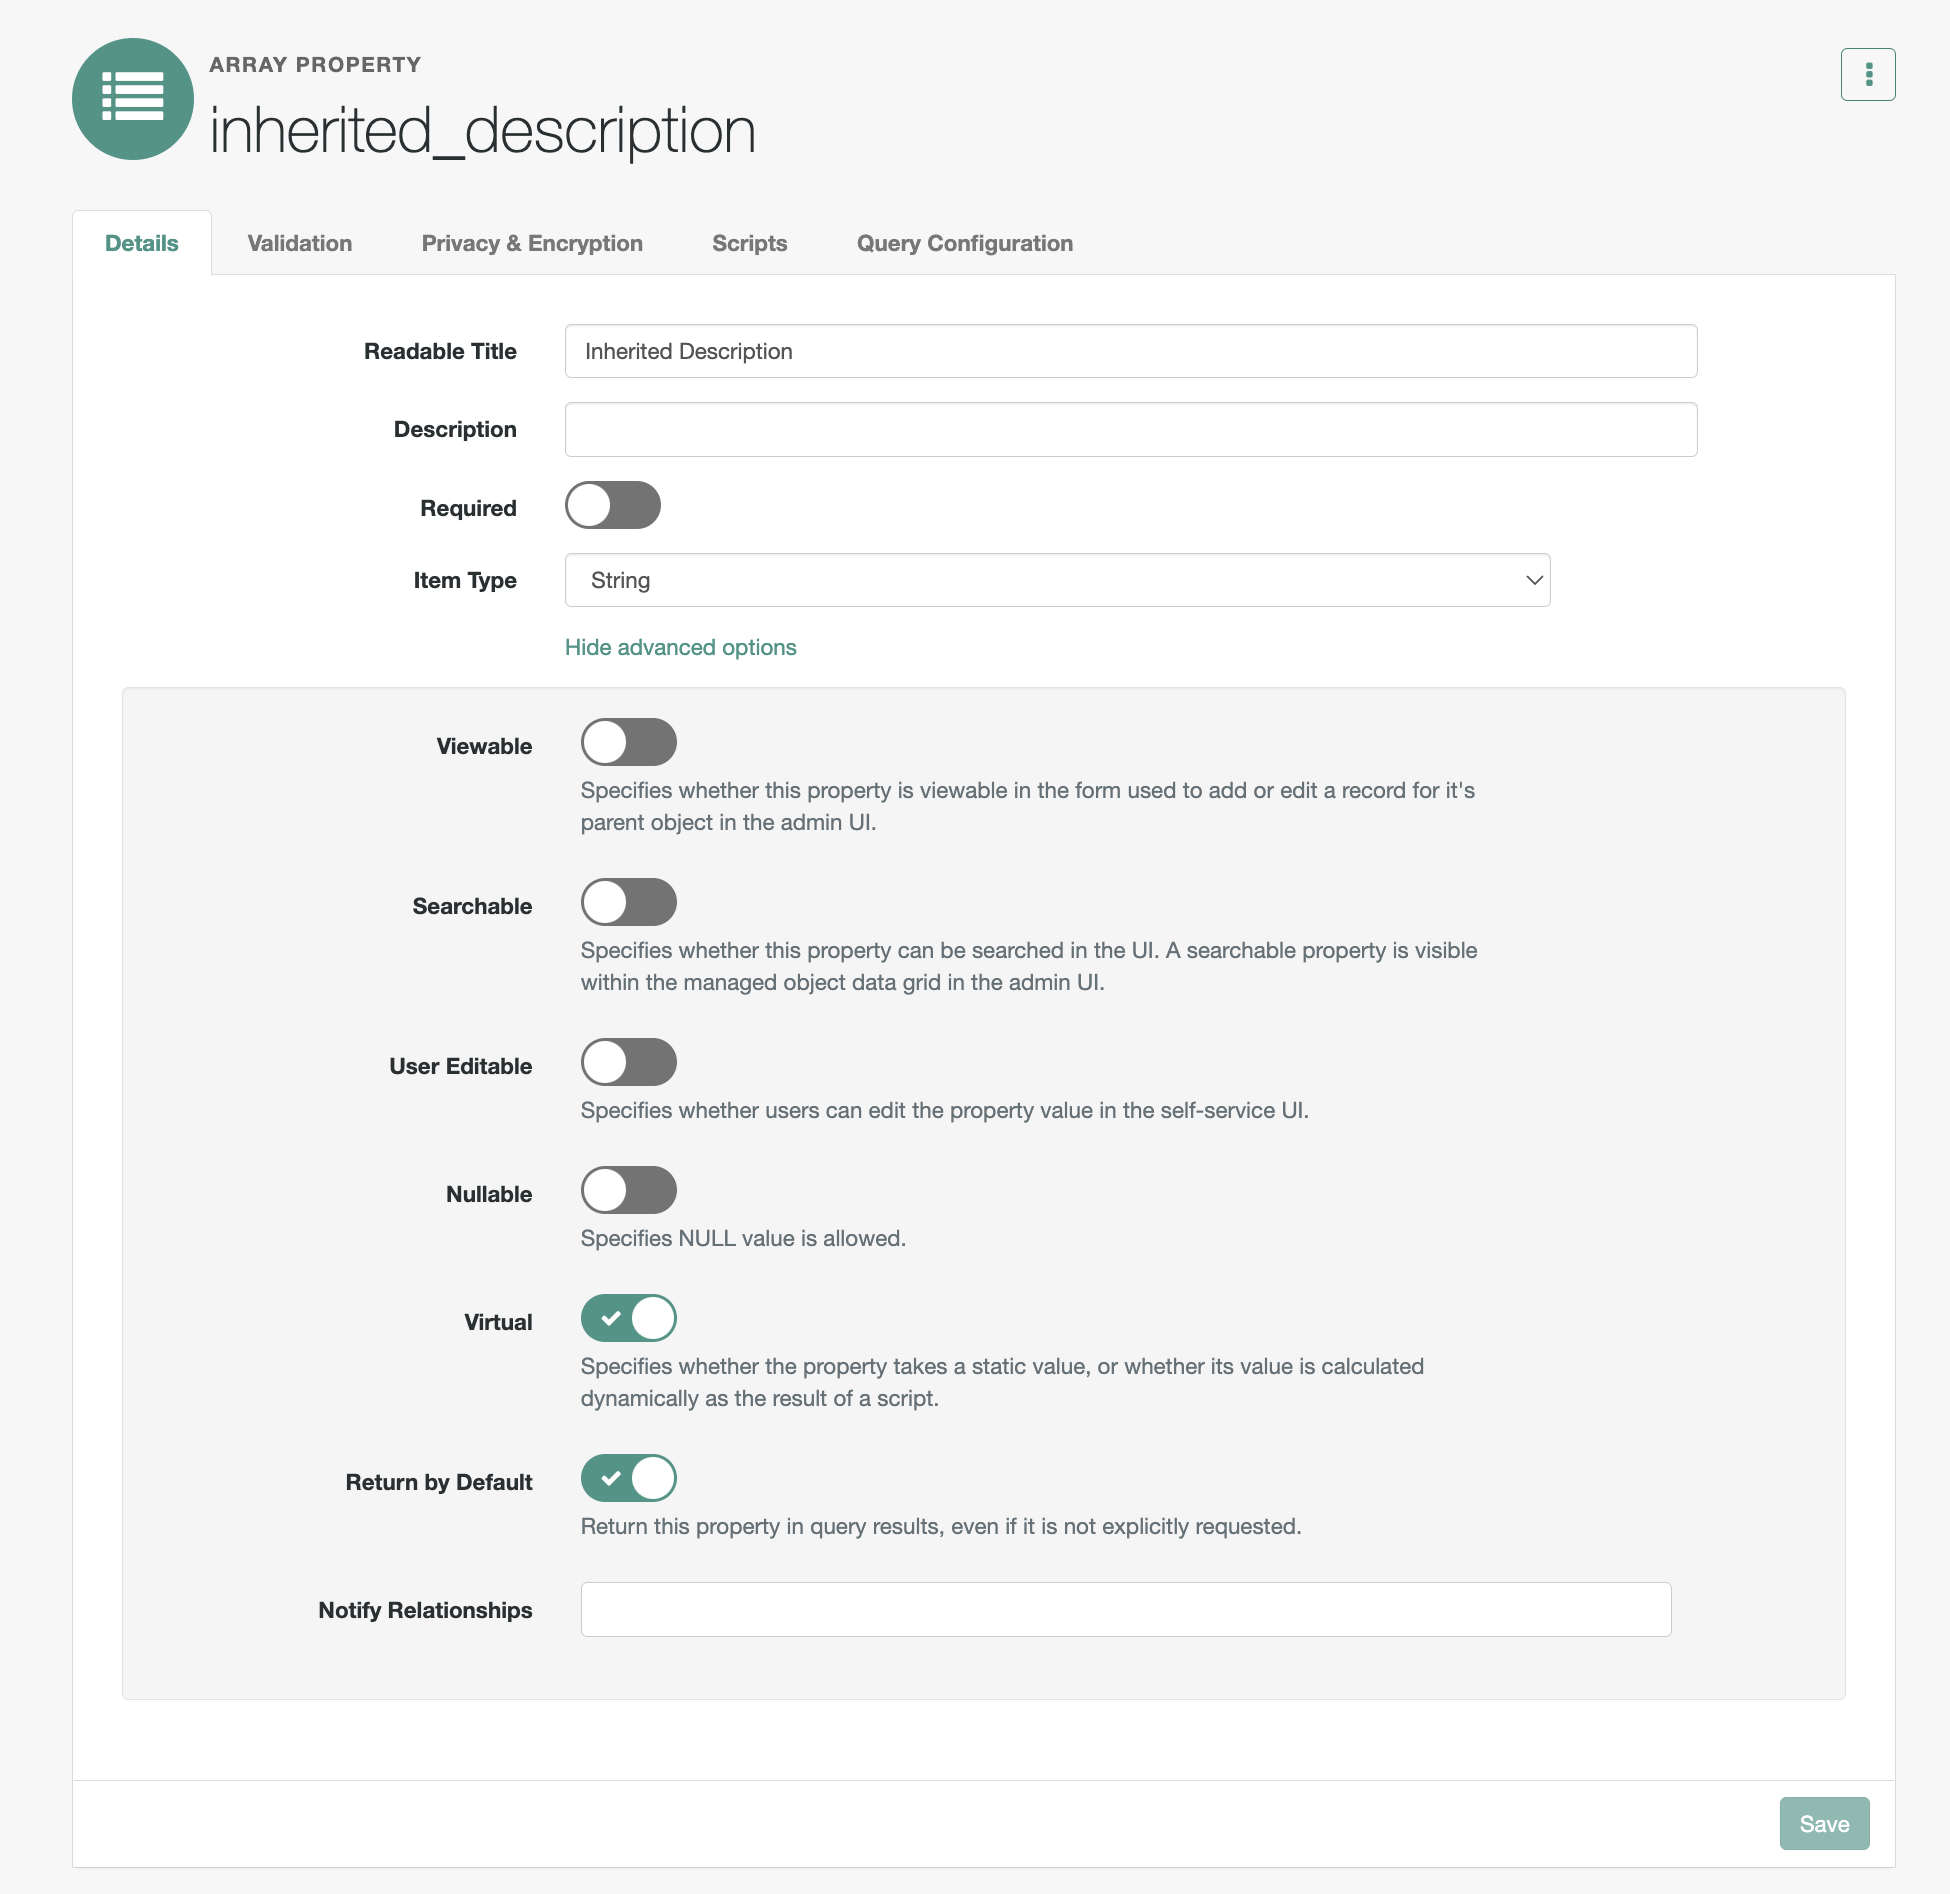 ARRAY PROPERTY
inherited_description
Details
Validation
Privacy & Encryption
Scripts
Query Configuration
Readable Title
Inherited Description
Description
Required
Item Type
String
Hide advanced options
Viewable
Specifies whether this property is viewable in the form used to add or edit a record for it's
parent object in the admin UI.
Searchable
Specifies whether this property can be searched in the UI. A searchable property is visible
within the managed object data grid in the admin UI.
User Editable
Specifies whether users can edit the property value in the self-service UI.
Nullable
Specifies NULL value is allowed.
Virtual
Specifies whether the property takes a static value, or whether its value is calculated
dynamically as the result of a script.
Return by Default
Return this property in query results, even if it is not explicitly requested.
Notify Relationships
Save